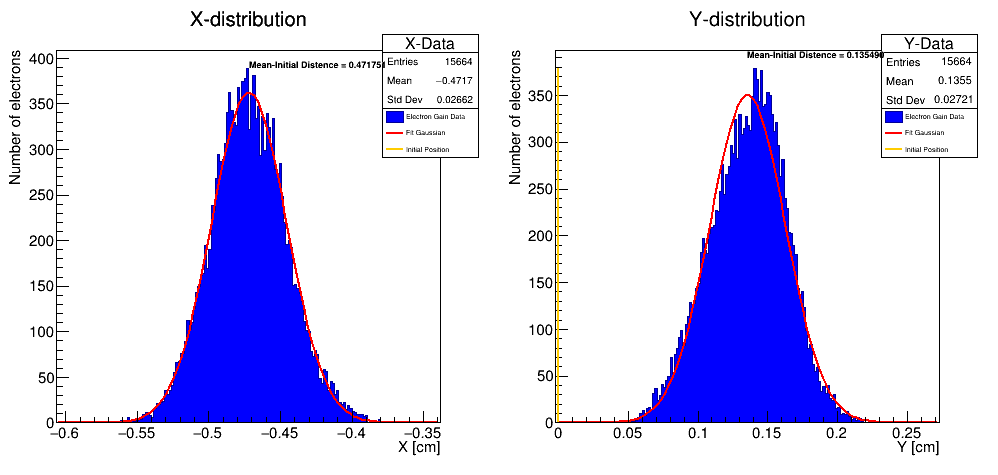 X-distribution
Number of electrons
Mean-Initial Distence = 0.47175
X-Data
Entries 15664
Mean −0.4717
Std Dev 0.02662
Electron Gain Data
Fit Gaussian
Initial Position
400
350
300
250
200
150
100
50
0
−0.6 −0.55 −0.5 −0.45 −0.4 −0.35
X [cm]
Y-distribution
Number of electrons
Mean-Initial Distence = 0.135490
Y-Data
Entries 15664
Mean 0.1355
Std Dev 0.02721
Electron Gain Data
Fit Gaussian
Initial Position
350
300
250
200
150
100
50
0
0 0.05 0.1 0.15 0.2 0.25
Y [cm]